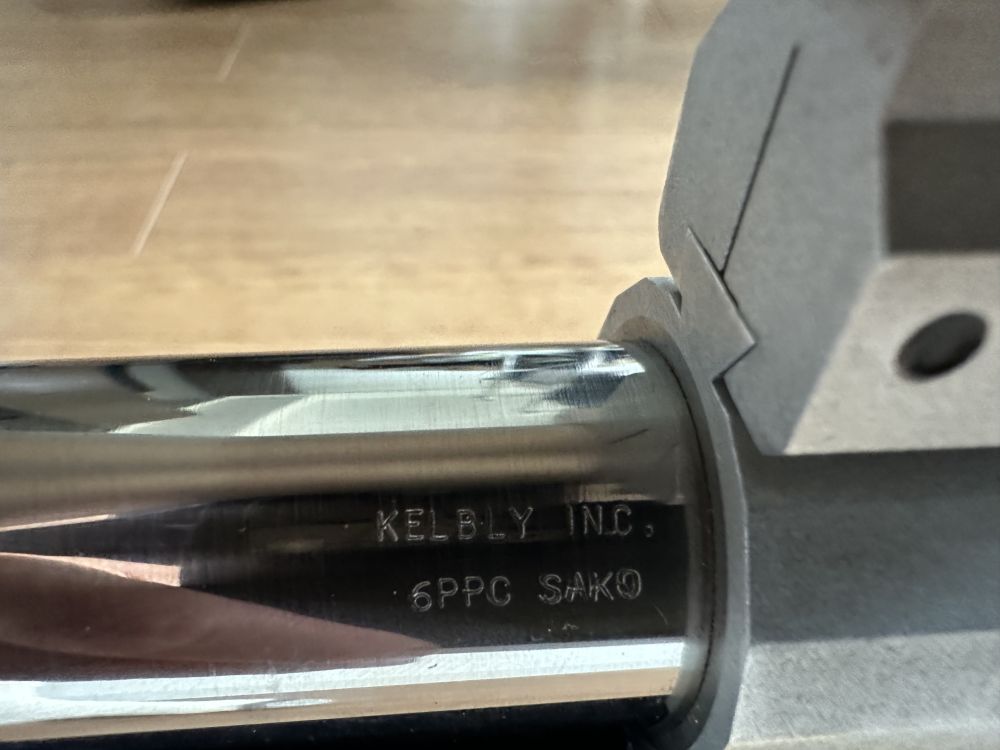 KELBLY INC.
6PPC SAKO